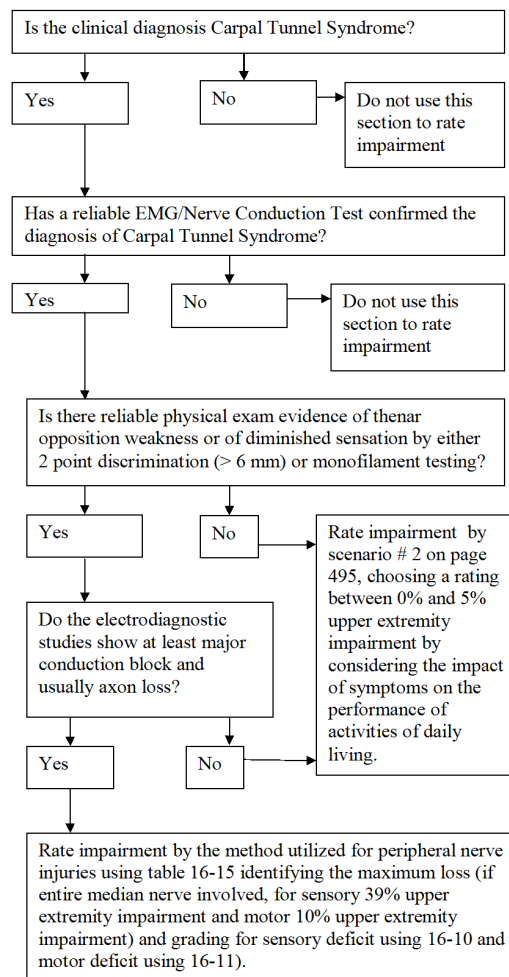 Is the clinical diagnosis Carpal Tunnel Syndrome?
Yes
No
Do not use this
section to rate
impairment
Has a reliable EMG/Nerve Conduction Test confirmed the
diagnosis of Carpal Tunnel Syndrome?
Yes
No
Do not use this
section to rate
impairment
Is there reliable physical exam evidence of thenar
opposition weakness or of diminished sensation by either
2 point discrimination (> 6 mm) or monofilament testing?
Yes
No
Rate impairment by
scenario # 2 on page
495, choosing a rating
between 0% and 5%
upper extremity
impairment by
considering the impact
of symptoms on the
performance of
activities of daily
living.
Do the electrodiagnostic
studies show at least major
conduction block and
usually axon loss?
Yes
No
Rate impairment by the method utilized for peripheral nerve
injuries using table 16-15 identifying the maximum loss (if
entire median nerve involved, for sensory 39% upper
extremity impairment and motor 10% upper extremity
impairment) and grading for sensory deficit using 16-10 and
motor deficit using 16-11).